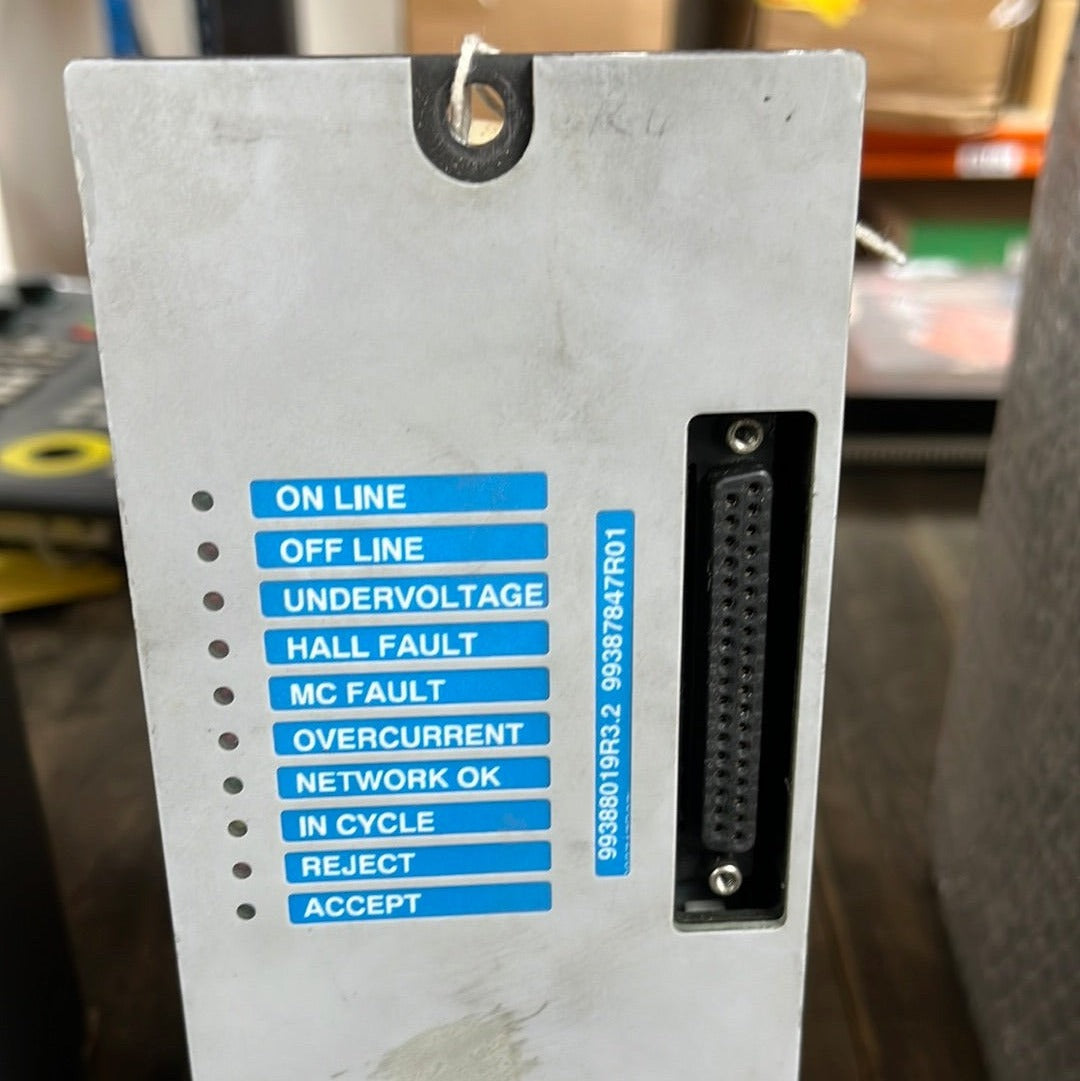 ON LINE
OFF LINE
UNDERVOLTAGE
HALL FAULT
MC FAULT
OVERCURRENT
NETWORK OK
IN CYCLE
REJECT
ACCEPT
99388019R3.2 99387847R01